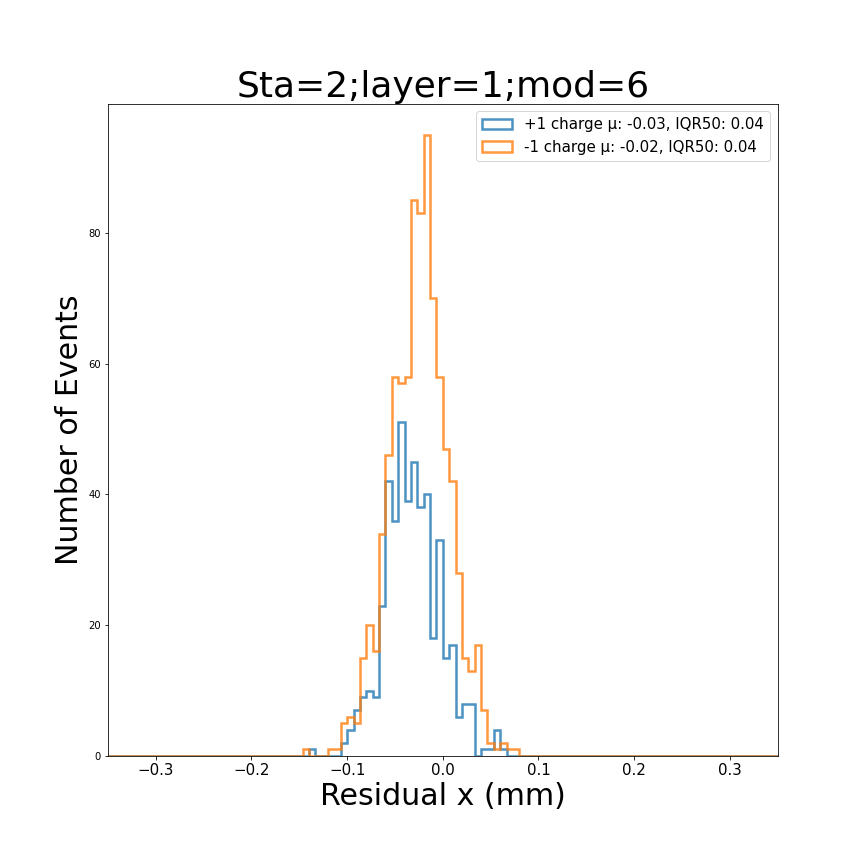 Sta=2;layer=1;mod=6
+1 charge μ: -0.03, IQR50: 0.04
-1 charge μ: -0.02, IQR50: 0.04
Number of Events
80
60
40
20
0
−0.3 −0.2 −0.1 0.0 0.1 0.2 0.3
Residual x (mm)